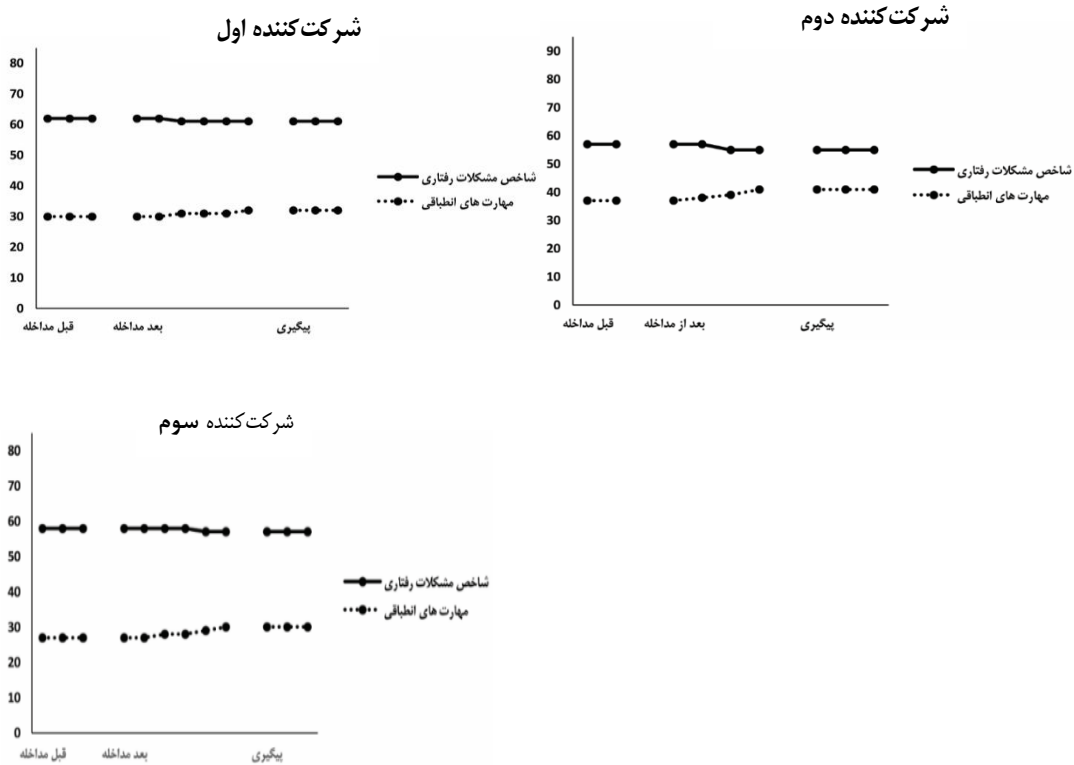 شرکت‌کننده اول
80
70
60
50
40
30
20
10
0
قبل مداخله
بعد مداخله
پیگیری
شاخص مشکلات رفتاری
مهارت های انطباقی
شرکت‌کننده دوم
90
80
70
60
50
40
30
20
10
0
قبل مداخله
بعد از مداخله
پیگیری
شاخص مشکلات رفتاری
مهارت های انطباقی
شرکت‌کننده سوم
80
70
60
50
40
30
20
10
0
قبل مداخله
بعد مداخله
پیگیری
شاخص مشکلات رفتاری
مهارت های انطباقی